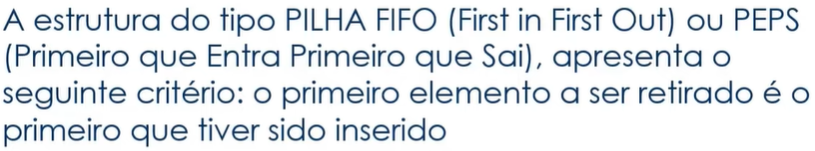 A estrutura do tipo PILHA FIFO (First in First Out) ou PEPS
(Primeiro que Entra Primeiro que Sai), apresenta o
seguinte critério: o primeiro elemento a ser retirado é o
primeiro que tiver sido inserido